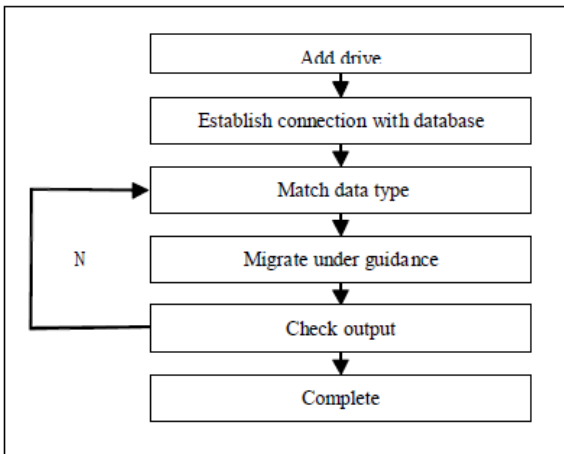 Add drive
Establish connection with database
Match data type
N
Migrate under guidance
Check output
Complete